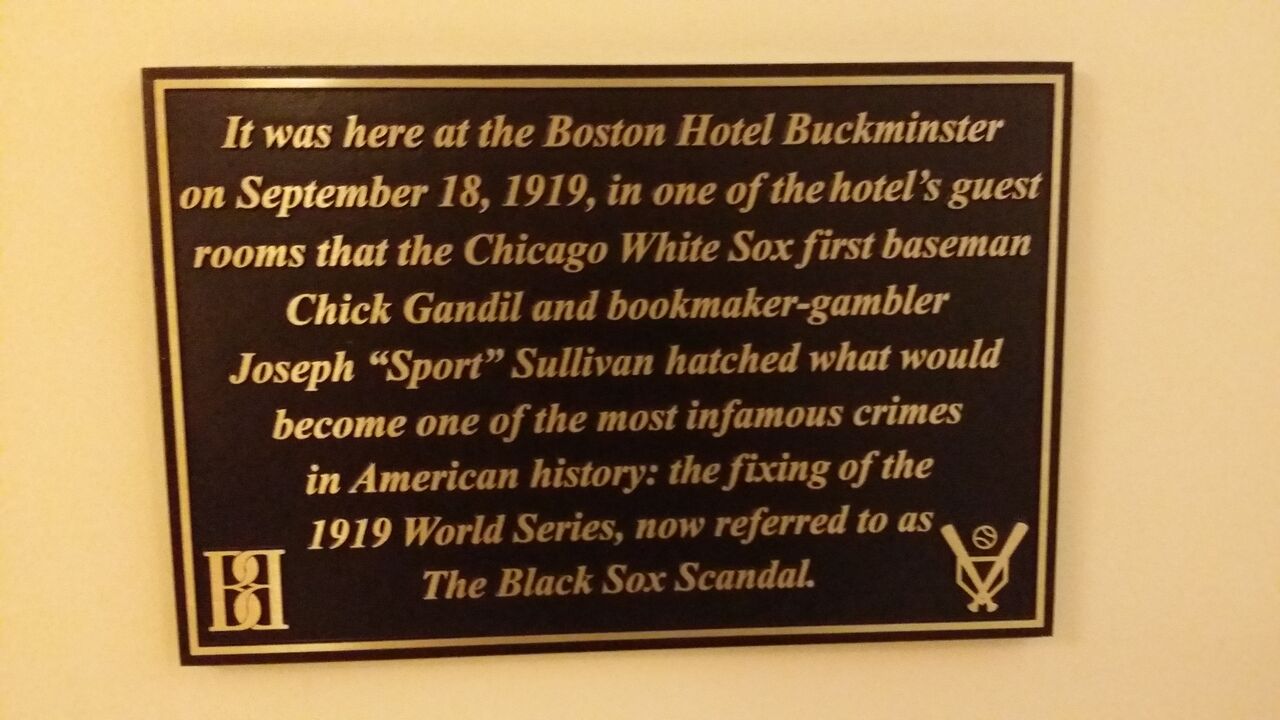 It was here at the Boston Hotel Buckminster
on September 18, 1919, in one of the hotel's guest
rooms that the Chicago White Sox first baseman
Chick Gandil and bookmaker-gambler
Joseph “Sport” Sullivan hatched what would
become one of the most infamous crimes
in American history: the fixing of the
1919 World Series, now referred to as
The Black Sox Scandal.